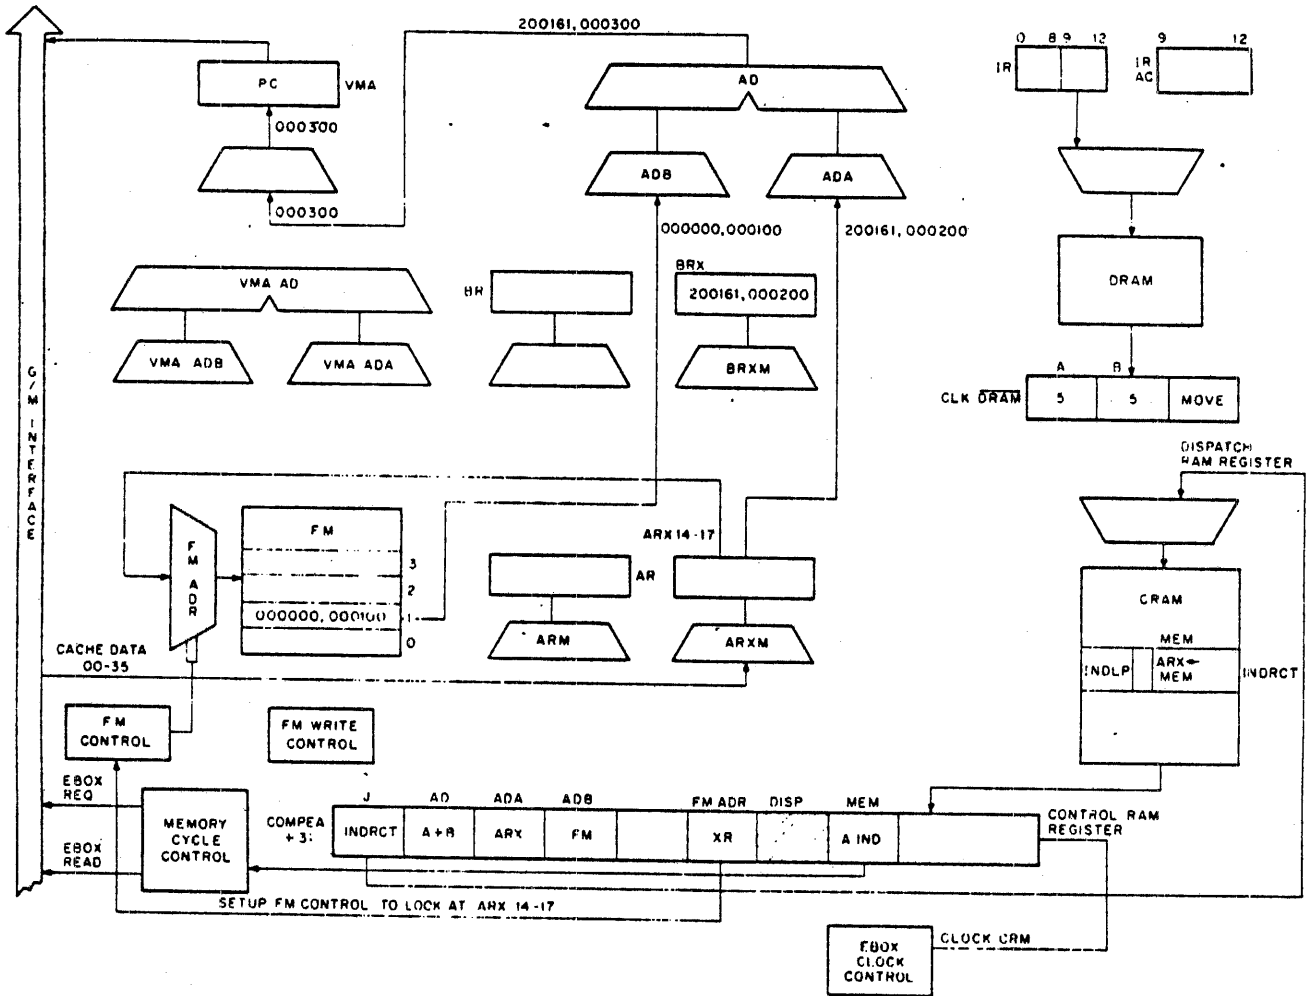 200161,000300
0 8 9 12
9 12
IR
IR
AC
PC
VMA
AD
000300
ADB
ADA
000300
000000,000100
200161,000200
VMA AD
BR
BRX
200161,000200
DRAM
VMA ADB
VMA ADA
BRXM
A B
CLK DRAM
5 5 MOVE
E/M INTERFACE
DISPATCH
RAM REGISTER
FM
ARX 14-17
FM ADR
3
2
000000,000100
1
0
AR
ARM
ARXM
CRAM
CACHE DATA
00-35
MEM
INDLP
ARX←
MEM
INDRCT
FM
CONTROL
FM WRITE
CONTROL
EBOX
REQ
J AD ADA ADB FM ADR DISP MEM
MEMORY
CYCLE
CONTROL
COMPEA
+3:
INDRCT A+B ARX FM XR A IND
CONTROL RAM
REGISTER
EBOX
READ
SETUP FM CONTROL TO LOCK AT ARX 14-17
EBOX
CLOCK
CONTROL
CLOCK CRM